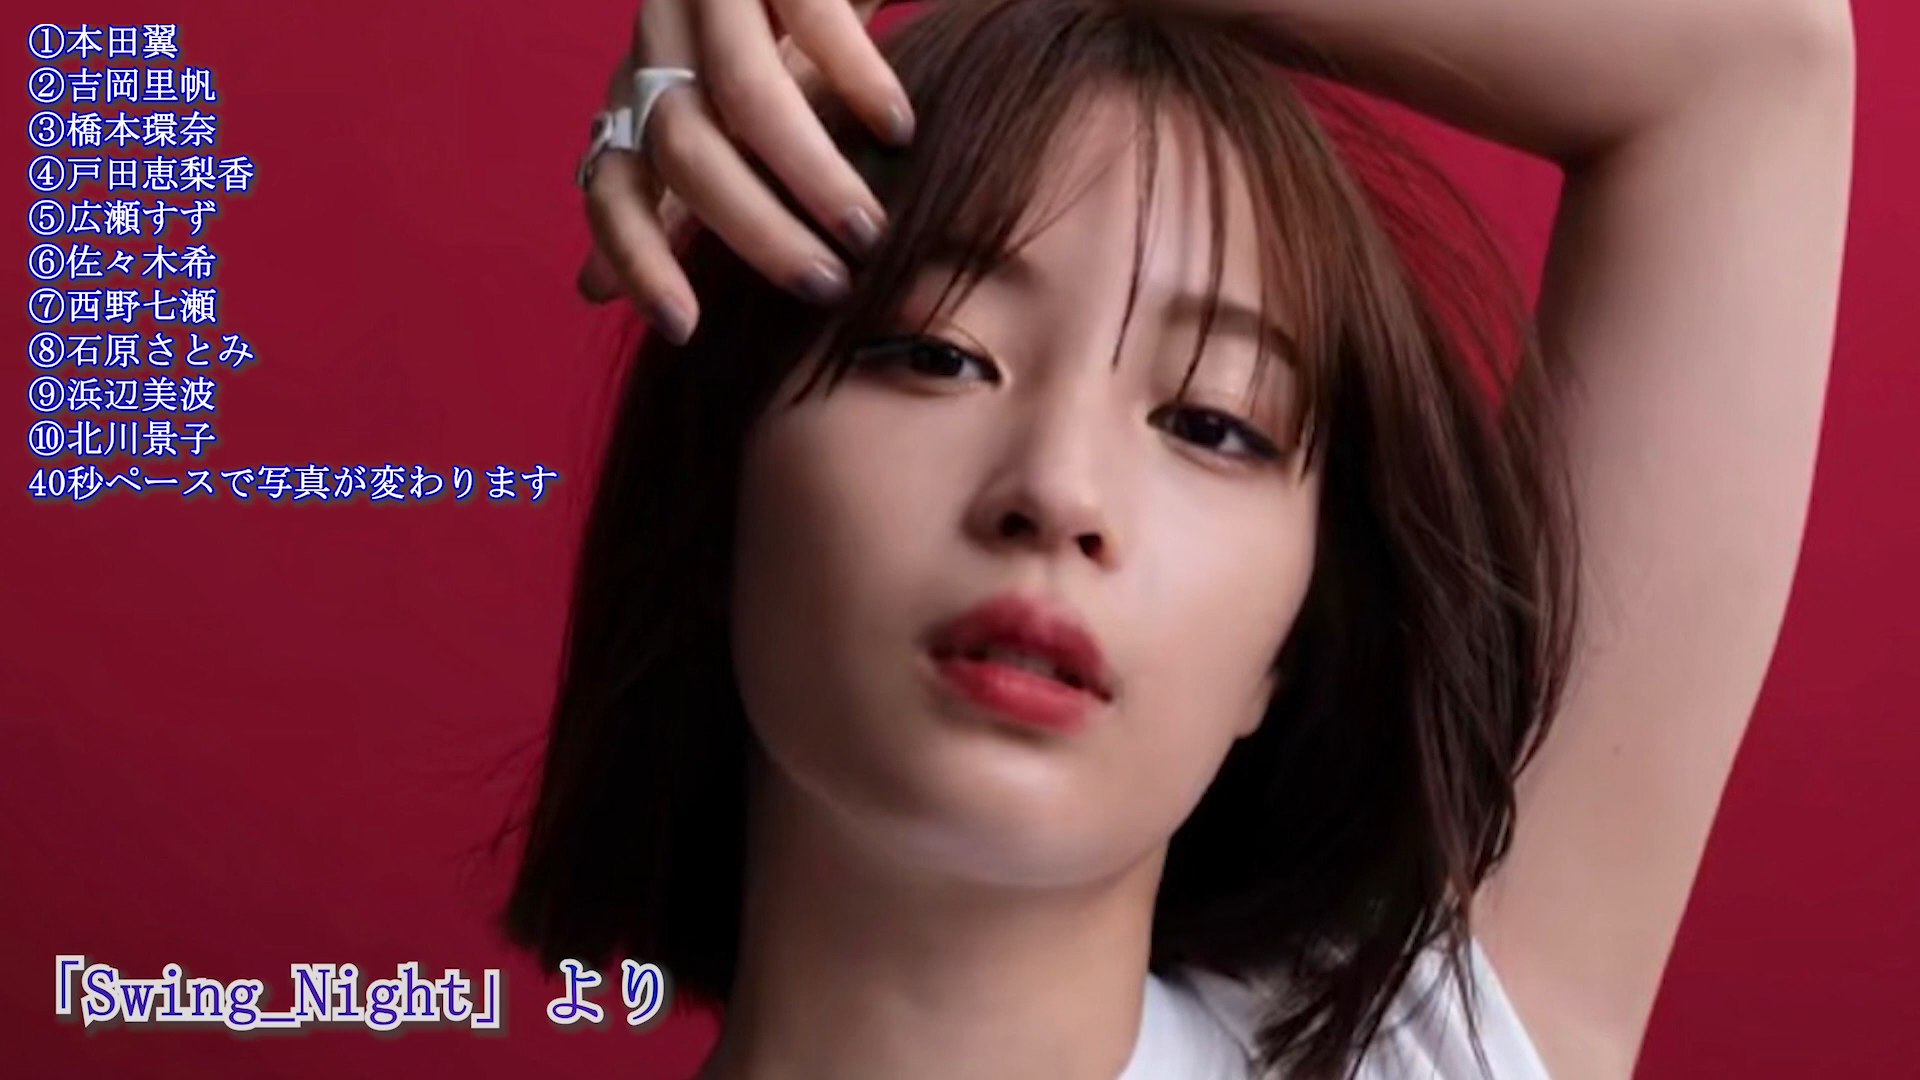 ①本田翼
②吉岡里帆
③橋本環奈
④戸田恵梨香
⑤広瀬すず
⑥佐々木希
⑦西野七瀬
⑧石原さとみ
⑨浜辺美波
⑩北川景子
40秒ペースで写真が変わります
「Swing_Night」より